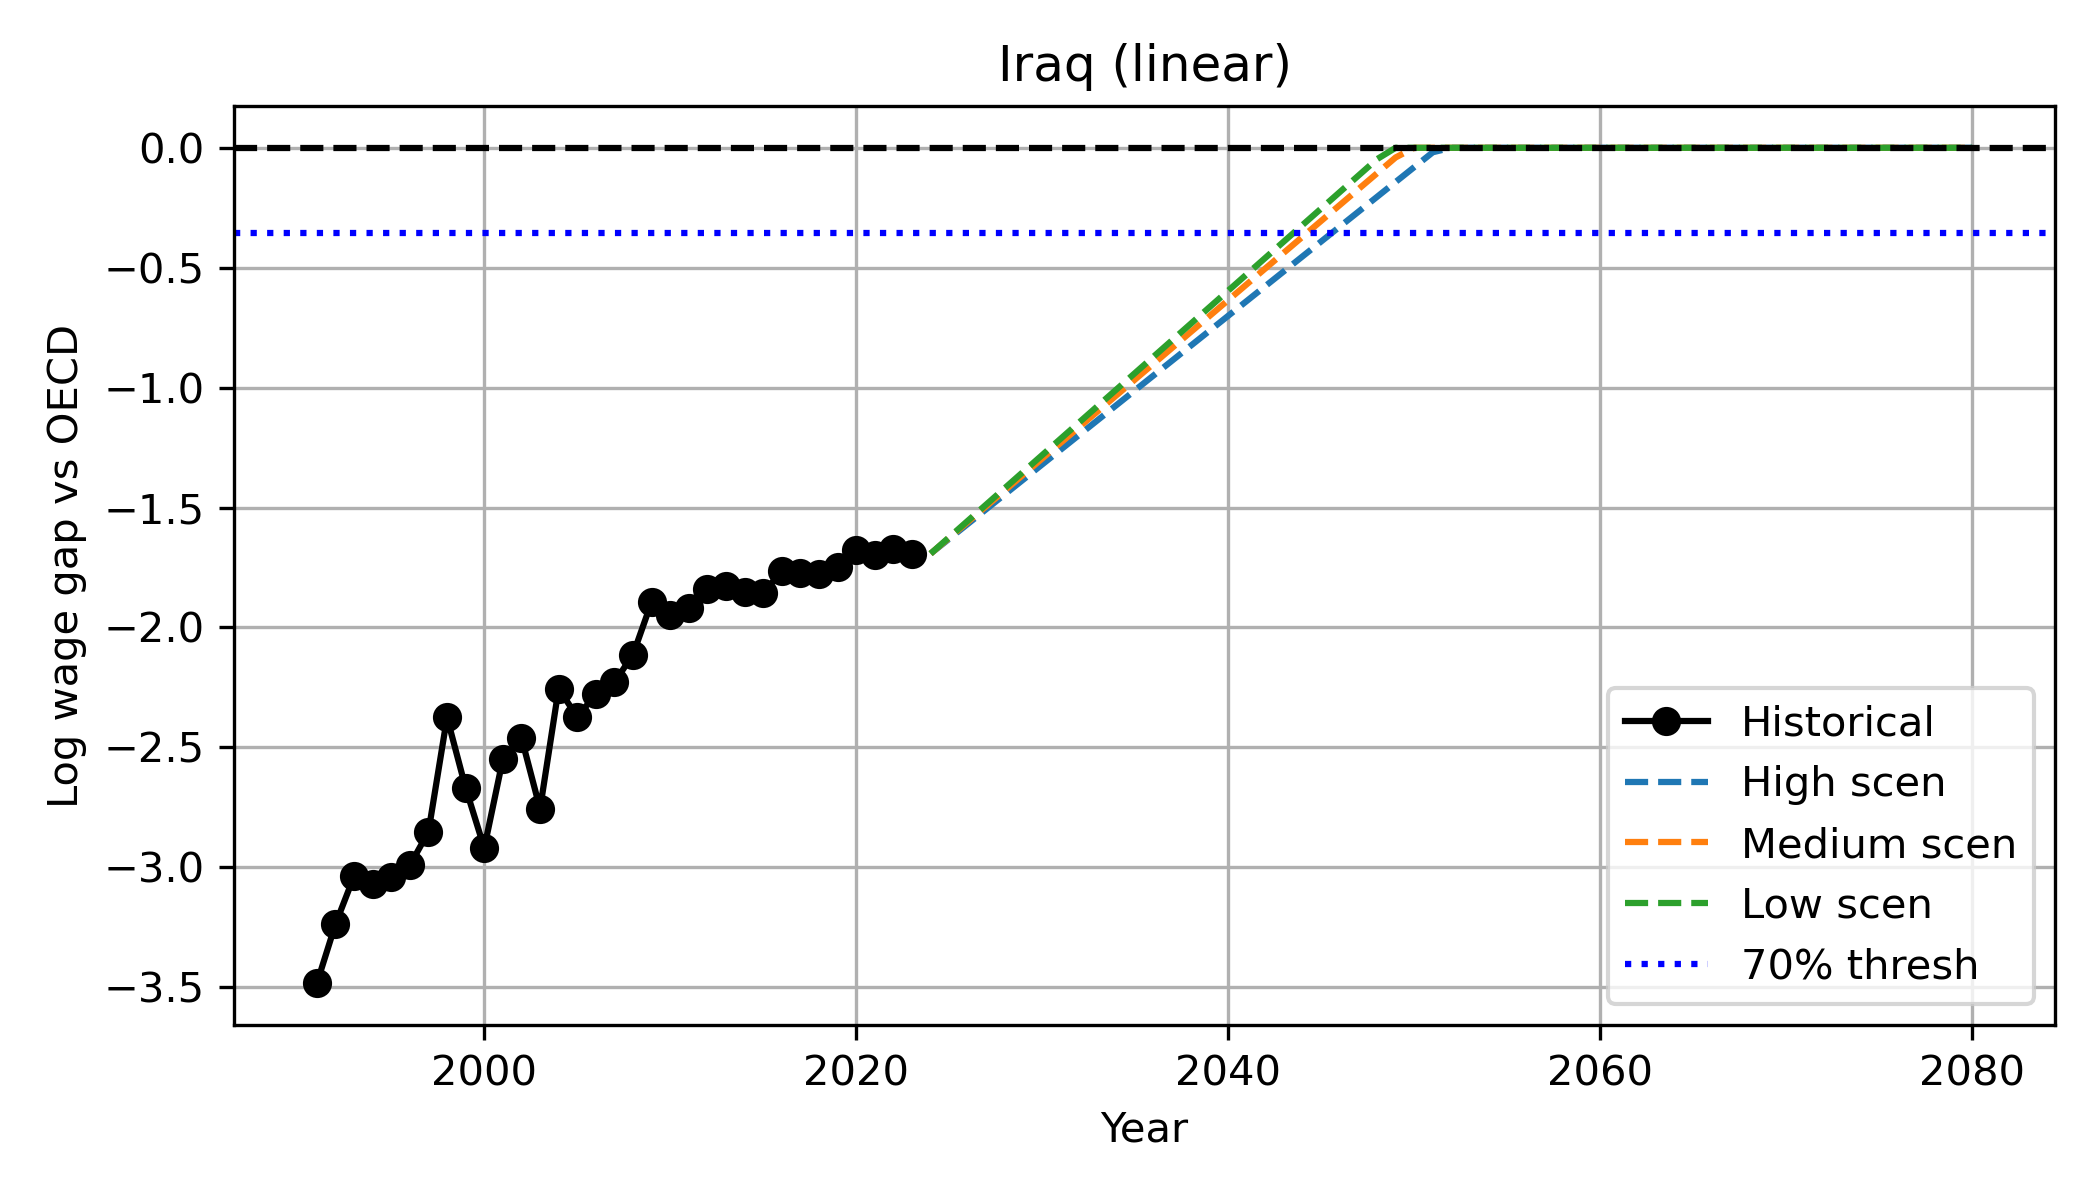 Iraq (linear)
0.0
−0.5
−1.0
−1.5
−2.0
−2.5
−3.0
−3.5
Log wage gap vs OECD
2000
2020
2040
2060
2080
Year
Historical
High scen
Medium scen
Low scen
70% thresh